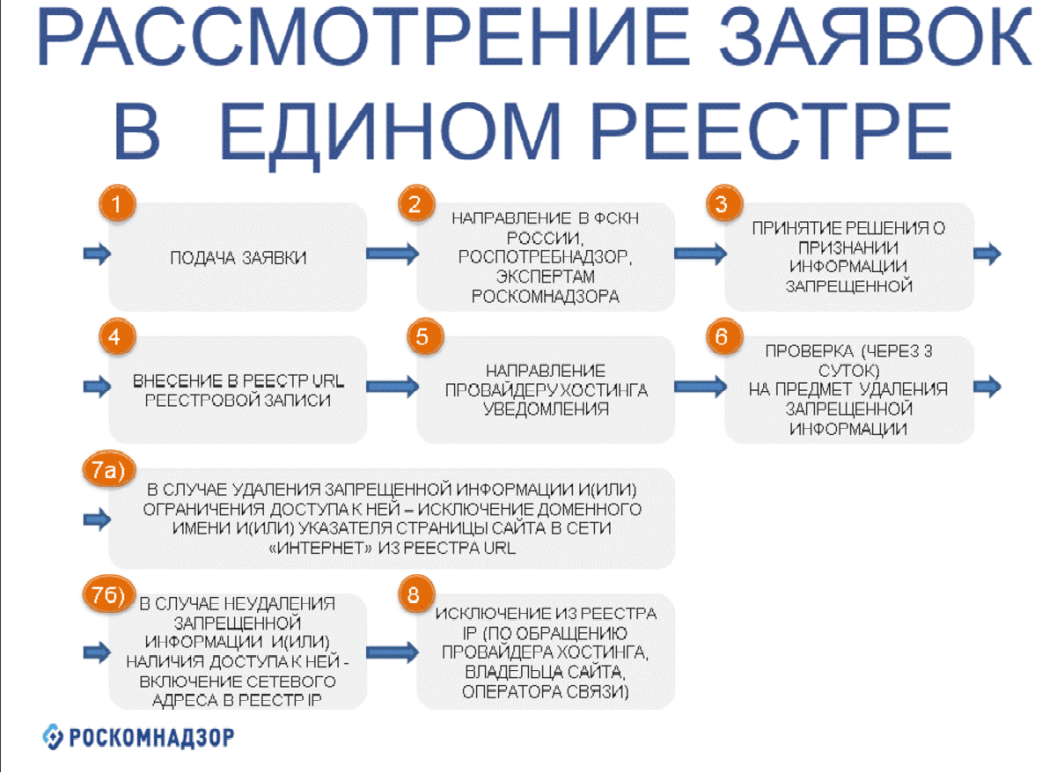 РАССМОТРЕНИЕ ЗАЯВОК
В ЕДИНОМ РЕЕСТРЕ
1
ПОДАЧА ЗАЯВКИ
2
НАПРАВЛЕНИЕ В ФСКН
РОССИИ,
РОСПОТРЕБНАДЗОР,
ЭКСПЕРТАМ
РОСКОМНАДЗОРА
3
ПРИНЯТИЕ РЕШЕНИЯ О
ПРИЗНАНИИ
ИНФОРМАЦИИ
ЗАПРЕЩЕННОЙ
4
ВНЕСЕНИЕ В РЕЕСТР URL
РЕЕСТРОВОЙ ЗАПИСИ
5
НАПРАВЛЕНИЕ
ПРОВАЙДЕРУ ХОСТИНГА
УВЕДОМЛЕНИЯ
6
ПРОВЕРКА (ЧЕРЕЗ 3
СУТОК)
НА ПРЕДМЕТ УДАЛЕНИЯ
ЗАПРЕЩЕННОЙ
ИНФОРМАЦИИ
7а)
В СЛУЧАЕ УДАЛЕНИЯ ЗАПРЕЩЕННОЙ ИНФОРМАЦИИ И(ИЛИ)
ОГРАНИЧЕНИЯ ДОСТУПА К НЕЙ – ИСКЛЮЧЕНИЕ ДОМЕННОГО
ИМЕНИ И(ИЛИ) УКАЗАТЕЛЯ СТРАНИЦЫ САЙТА В СЕТИ
«ИНТЕРНЕТ» ИЗ РЕЕСТРА URL
7б)
В СЛУЧАЕ НЕУДАЛЕНИЯ
ЗАПРЕЩЕННОЙ
ИНФОРМАЦИИ И(ИЛИ)
НАЛИЧИЯ ДОСТУПА К НЕЙ -
ВКЛЮЧЕНИЕ СЕТЕВОГО
АДРЕСА В РЕЕСТР IP
8
ИСКЛЮЧЕНИЕ ИЗ РЕЕСТРА
IP (ПО ОБРАЩЕНИЮ
ПРОВАЙДЕРА ХОСТИНГА,
ВЛАДЕЛЬЦА САЙТА,
ОПЕРАТОРА СВЯЗИ)
РОСКОМНАДЗОР